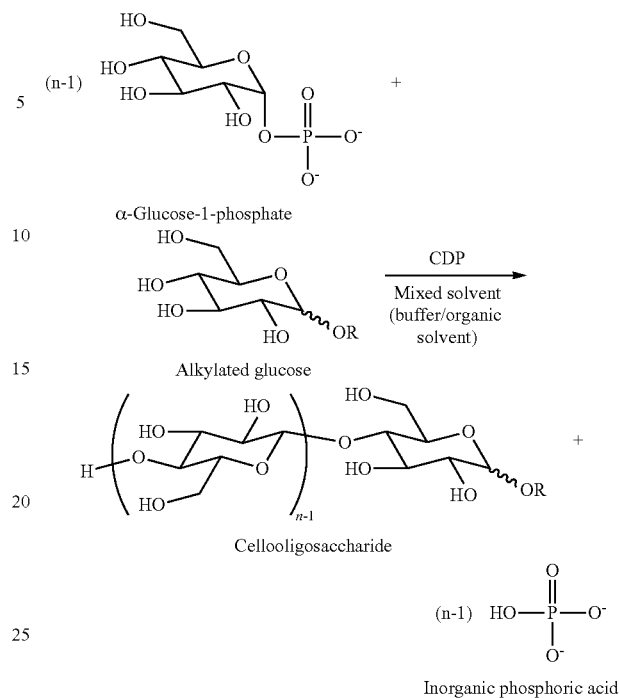 HO
O
5 (n-1) HO HO HO +
O
O P O-
O-
α-Glucose-1-phosphate
10 HO
O CDP
HO HO HO OR Mixed solvent
(buffer/organic
solvent)
15 Alkylated glucose
HO HO
HO O O O +
H O O HO HO OR
HO n-1
20
Cellooligosaccharide
O
(n-1) HO P O-
25 O-
Inorganic phosphoric acid